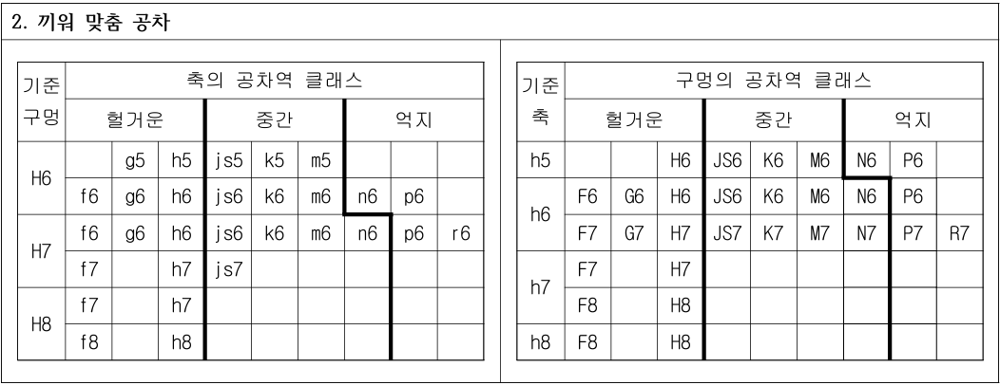 2. 끼워 맞춤 공차
기준
구멍
축의 공차역 클래스
헐거운 중간 억지
H6
g5 h5 js5 k5 m5
f6 g6 h6 js6 k6 m6 n6 p6
H7
f6 g6 h6 js6 k6 m6 n6 p6 r6
f7 h7 js7
H8
f7 h7
f8 h8
기준
축
구멍의 공차역 클래스
헐거운 중간 억지
h5 H6 JS6 K6 M6 N6 P6
h6
F6 G6 H6 JS6 K6 M6 N6 P6
F7 G7 H7 JS7 K7 M7 N7 P7 R7
h7
F7 H7
F8 H8
h8 F8 H8